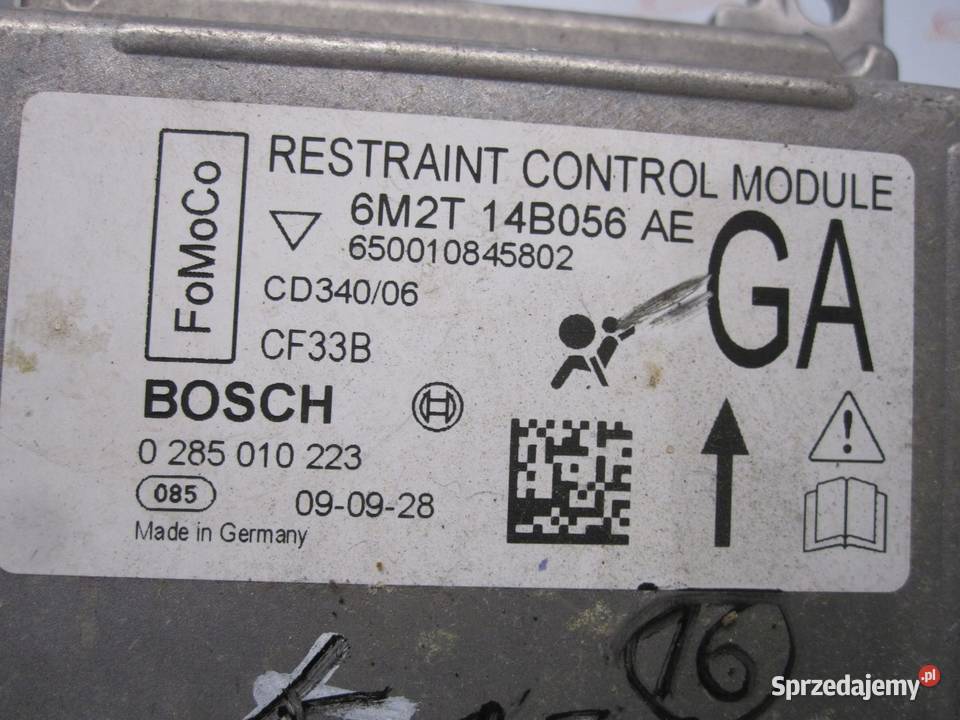 FoMoCo
RESTRAINT CONTROL MODULE
6M2T 14B056 AE
650010845802
GA
CD340/06
CF33B
BOSCH
0 285 010 223
085 09-09-28
Made in Germany
16
Sprzedajemy.pl